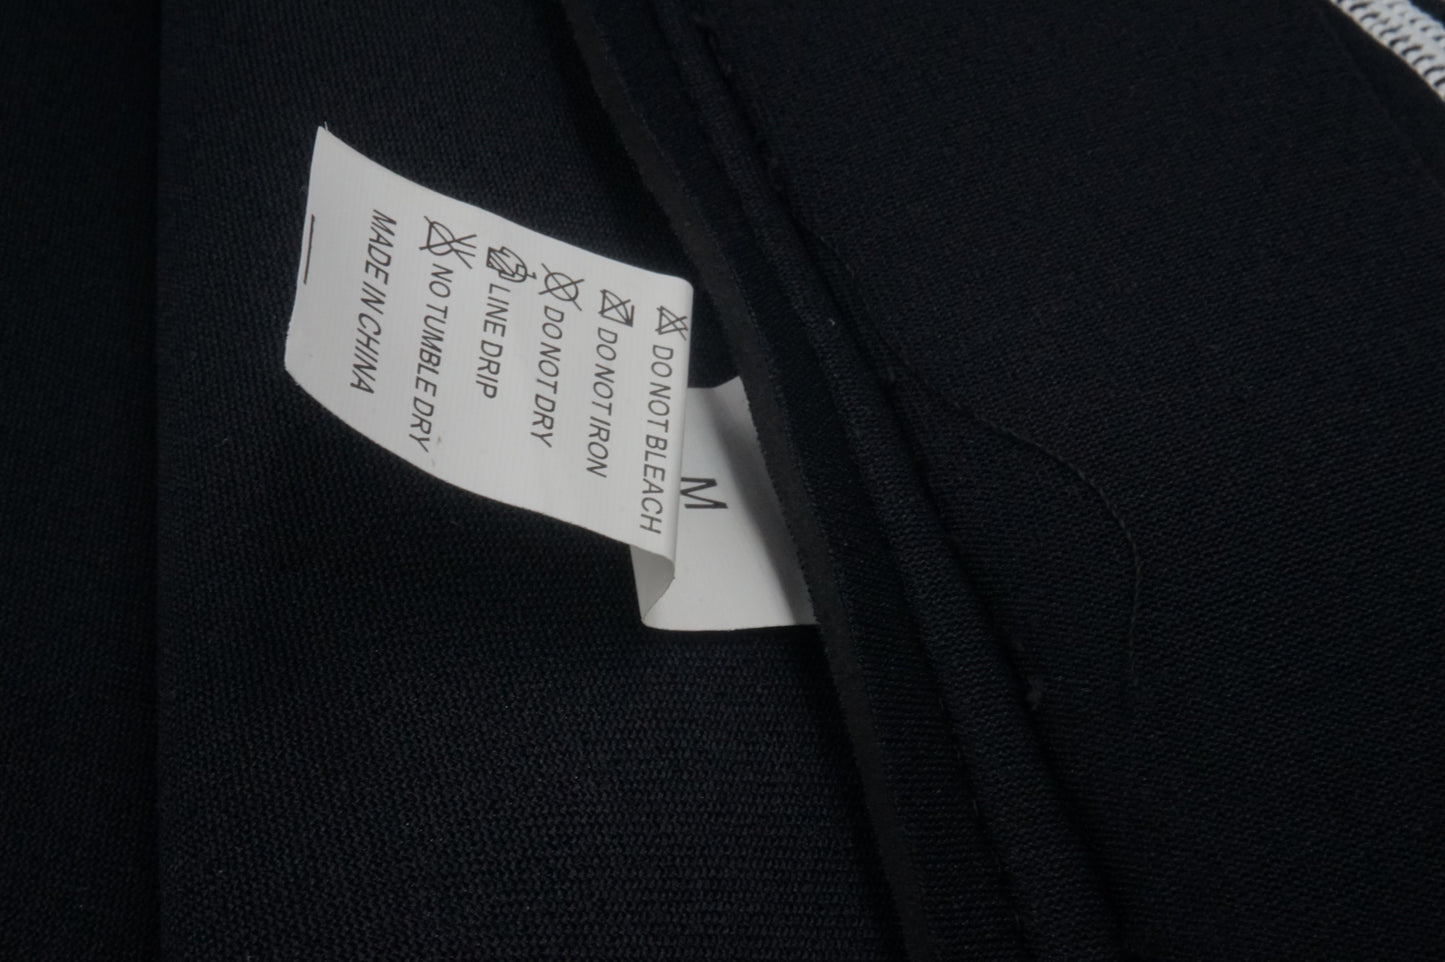 M
DO NOT BLEACH
DO NOT IRON
DO NOT DRY
LINE DRIP
NO TUMBLE DRY
MADE IN CHINA